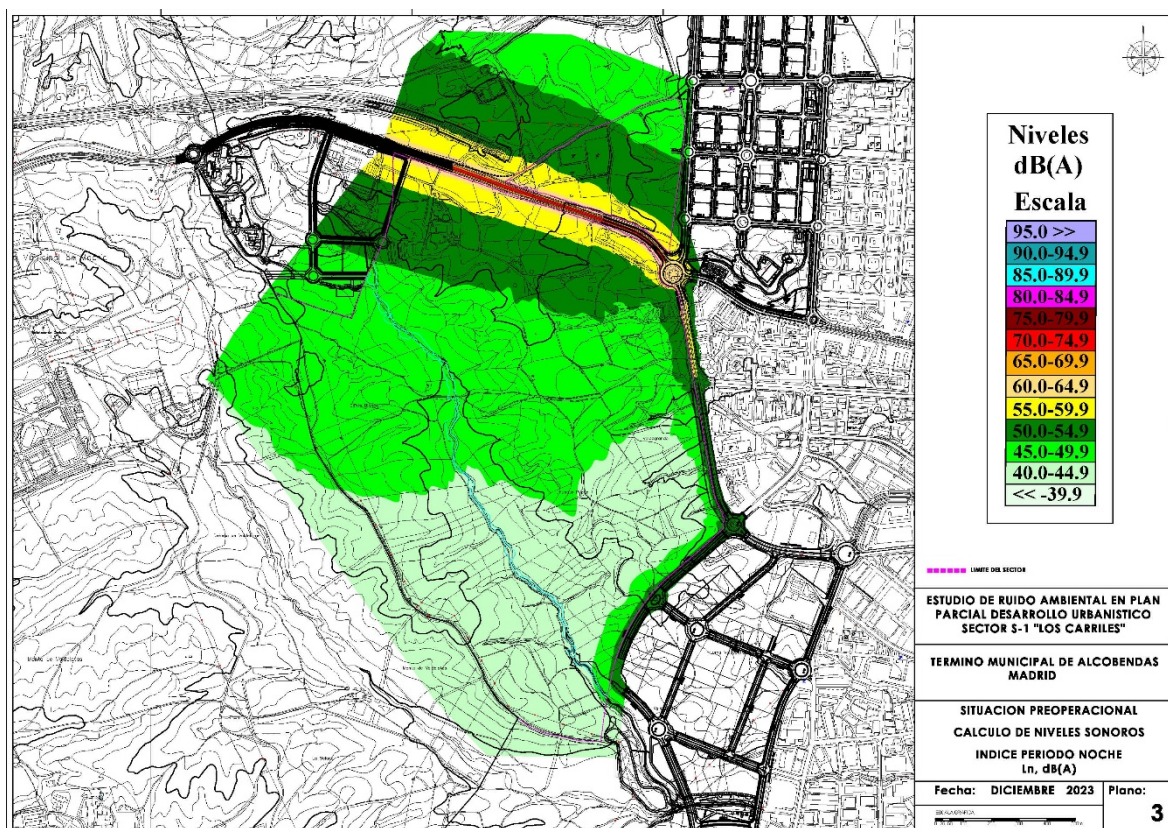 Niveles
dB(A)
Escala
95.0 >>
90.0-94.9
85.0-89.9
80.0-84.9
75.0-79.9
70.0-74.9
65.0-69.9
60.0-64.9
55.0-59.9
50.0-54.9
45.0-49.9
40.0-44.9
<< -39.9
LIMITE DEL SECTOR
ESTUDIO DE RUIDO AMBIENTAL EN PLAN
PARCIAL DESARROLLO URBANISTICO
SECTOR S-1 "LOS CARRILES"
TERMINO MUNICIPAL DE ALCOBENDAS
MADRID
SITUACION PREOPERACIONAL
CALCULO DE NIVELES SONOROS
INDICE PERIODO NOCHE
Ln, dB(A)
Fecha: DICIEMBRE 2023
Plano:
3